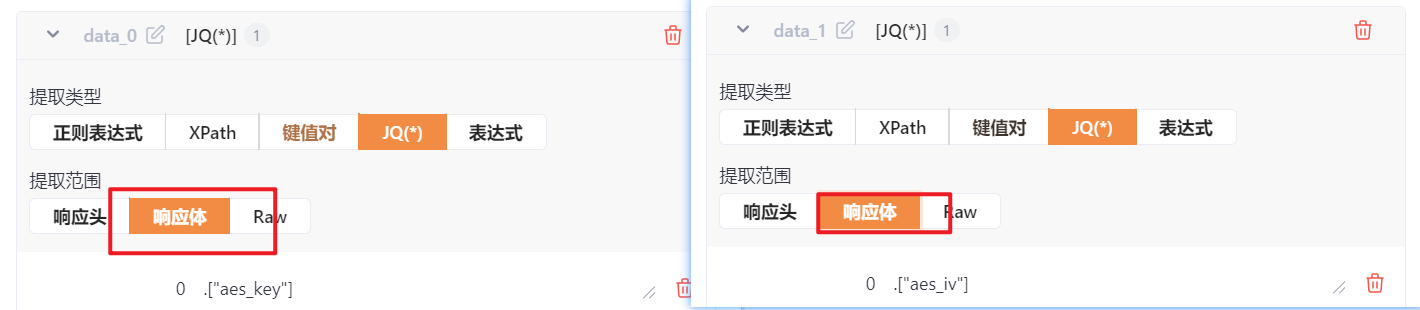 data_0 [JQ(*)] 1
提取类型
正则表达式 XPath 键值对 JQ(*) 表达式
提取范围
响应头 响应体 Raw
0 .["aes_key"]
data_1 [JQ(*)] 1
提取类型
正则表达式 XPath 键值对 JQ(*) 表达式
提取范围
响应头 响应体 Raw
0 .["aes_iv"]